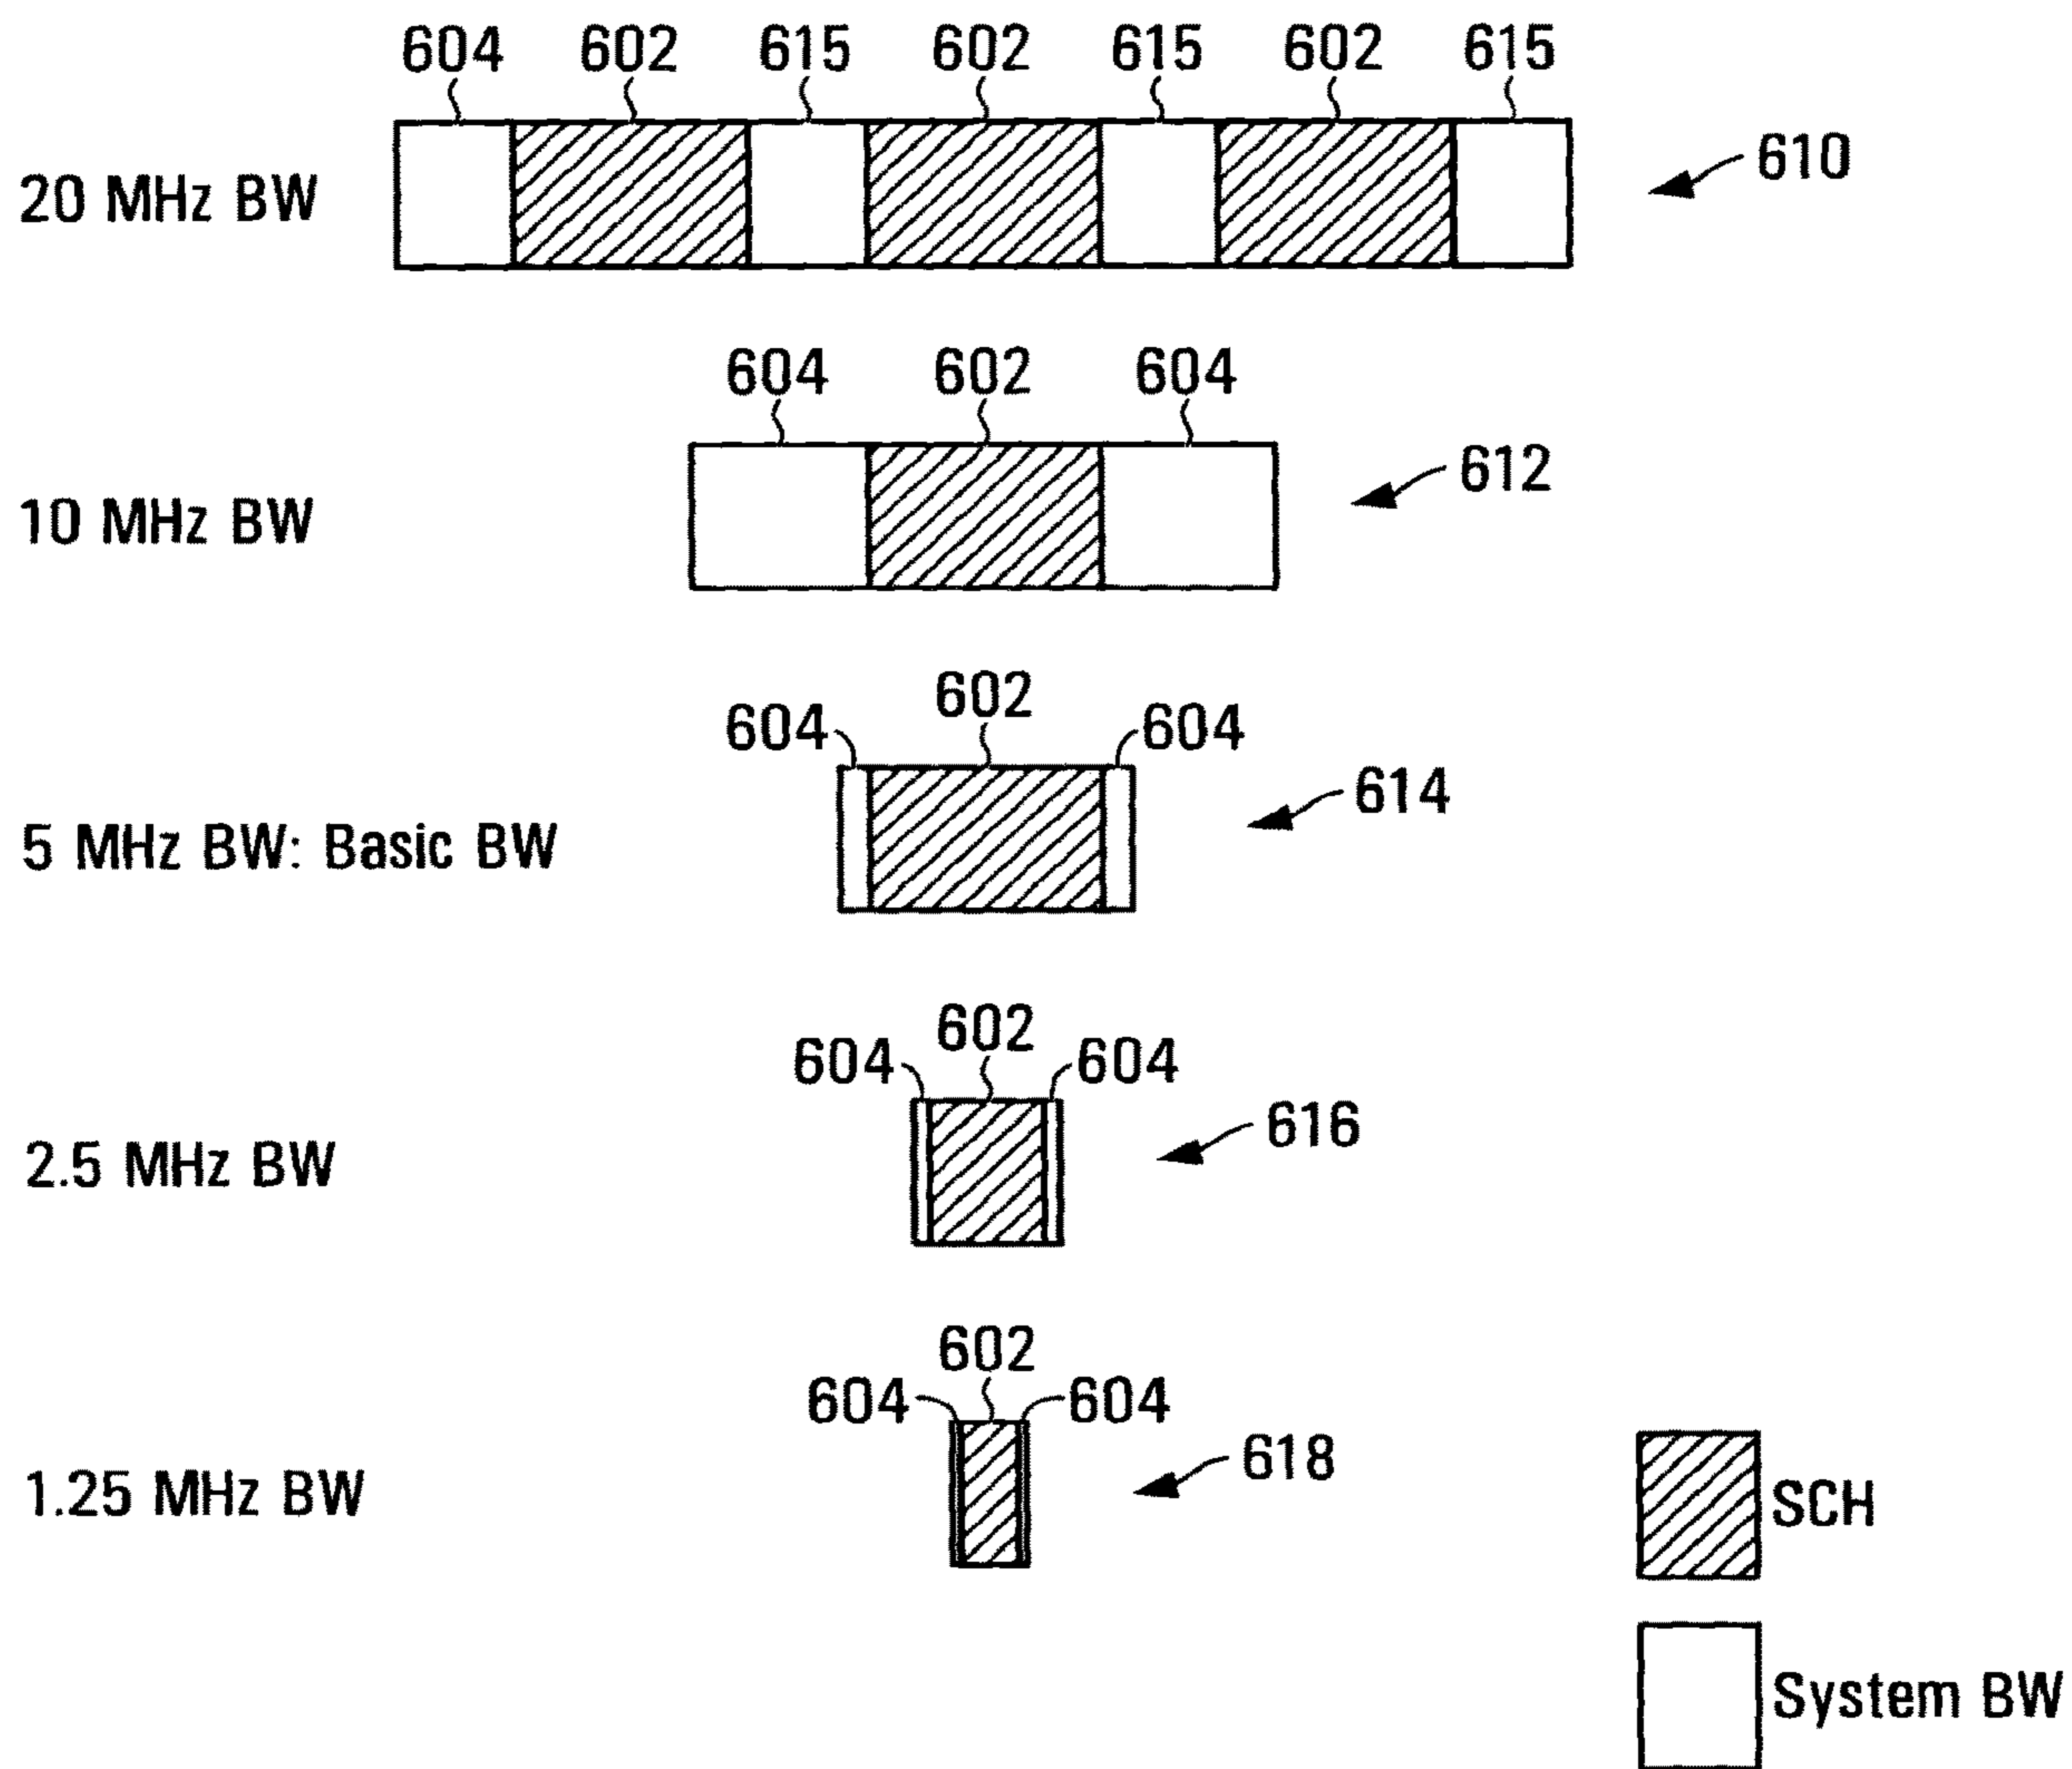 604 602 615 602 615 602 615
20 MHz BW
610
604 602 604
10 MHz BW
612
602
604 604
5 MHz BW: Basic BW
614
602
604 604
2.5 MHz BW
616
602
604 604
1.25 MHz BW
618
SCH
System BW